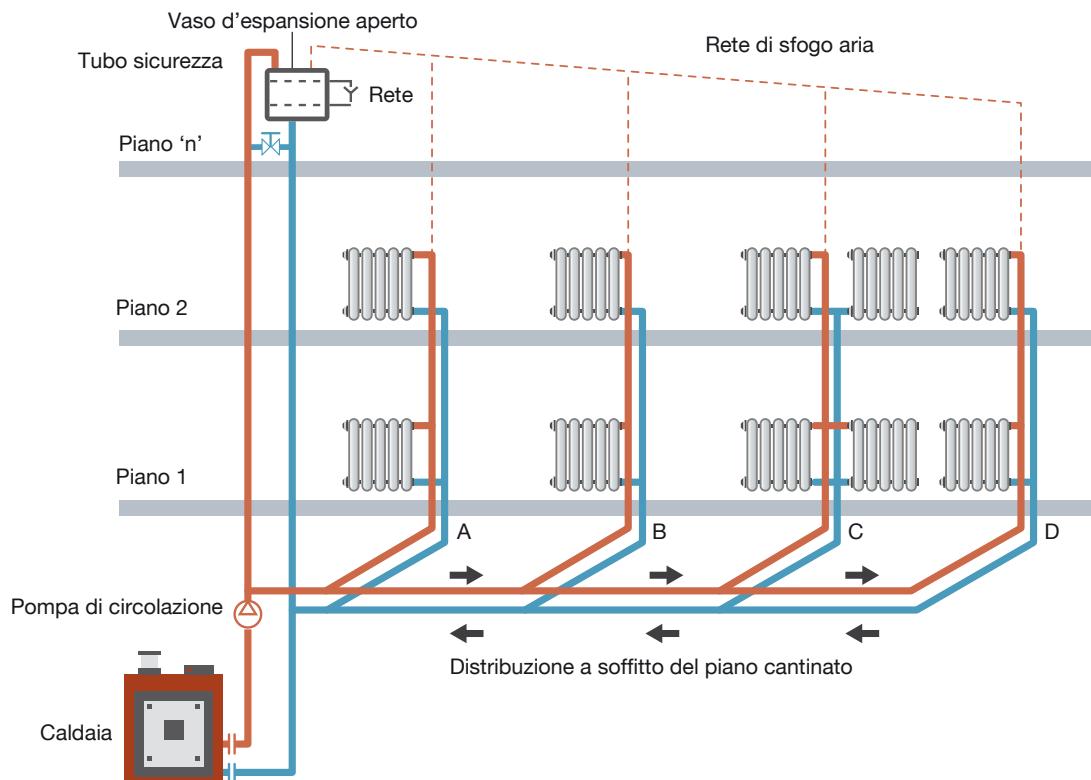 Vaso d’espansione aperto
Tubo sicurezza
Rete di sfogo aria
Rete
Piano ‘n’
Piano 2
Piano 1
A
B
C
D
Pompa di circolazione
Distribuzione a soffitto del piano cantinato
Caldaia